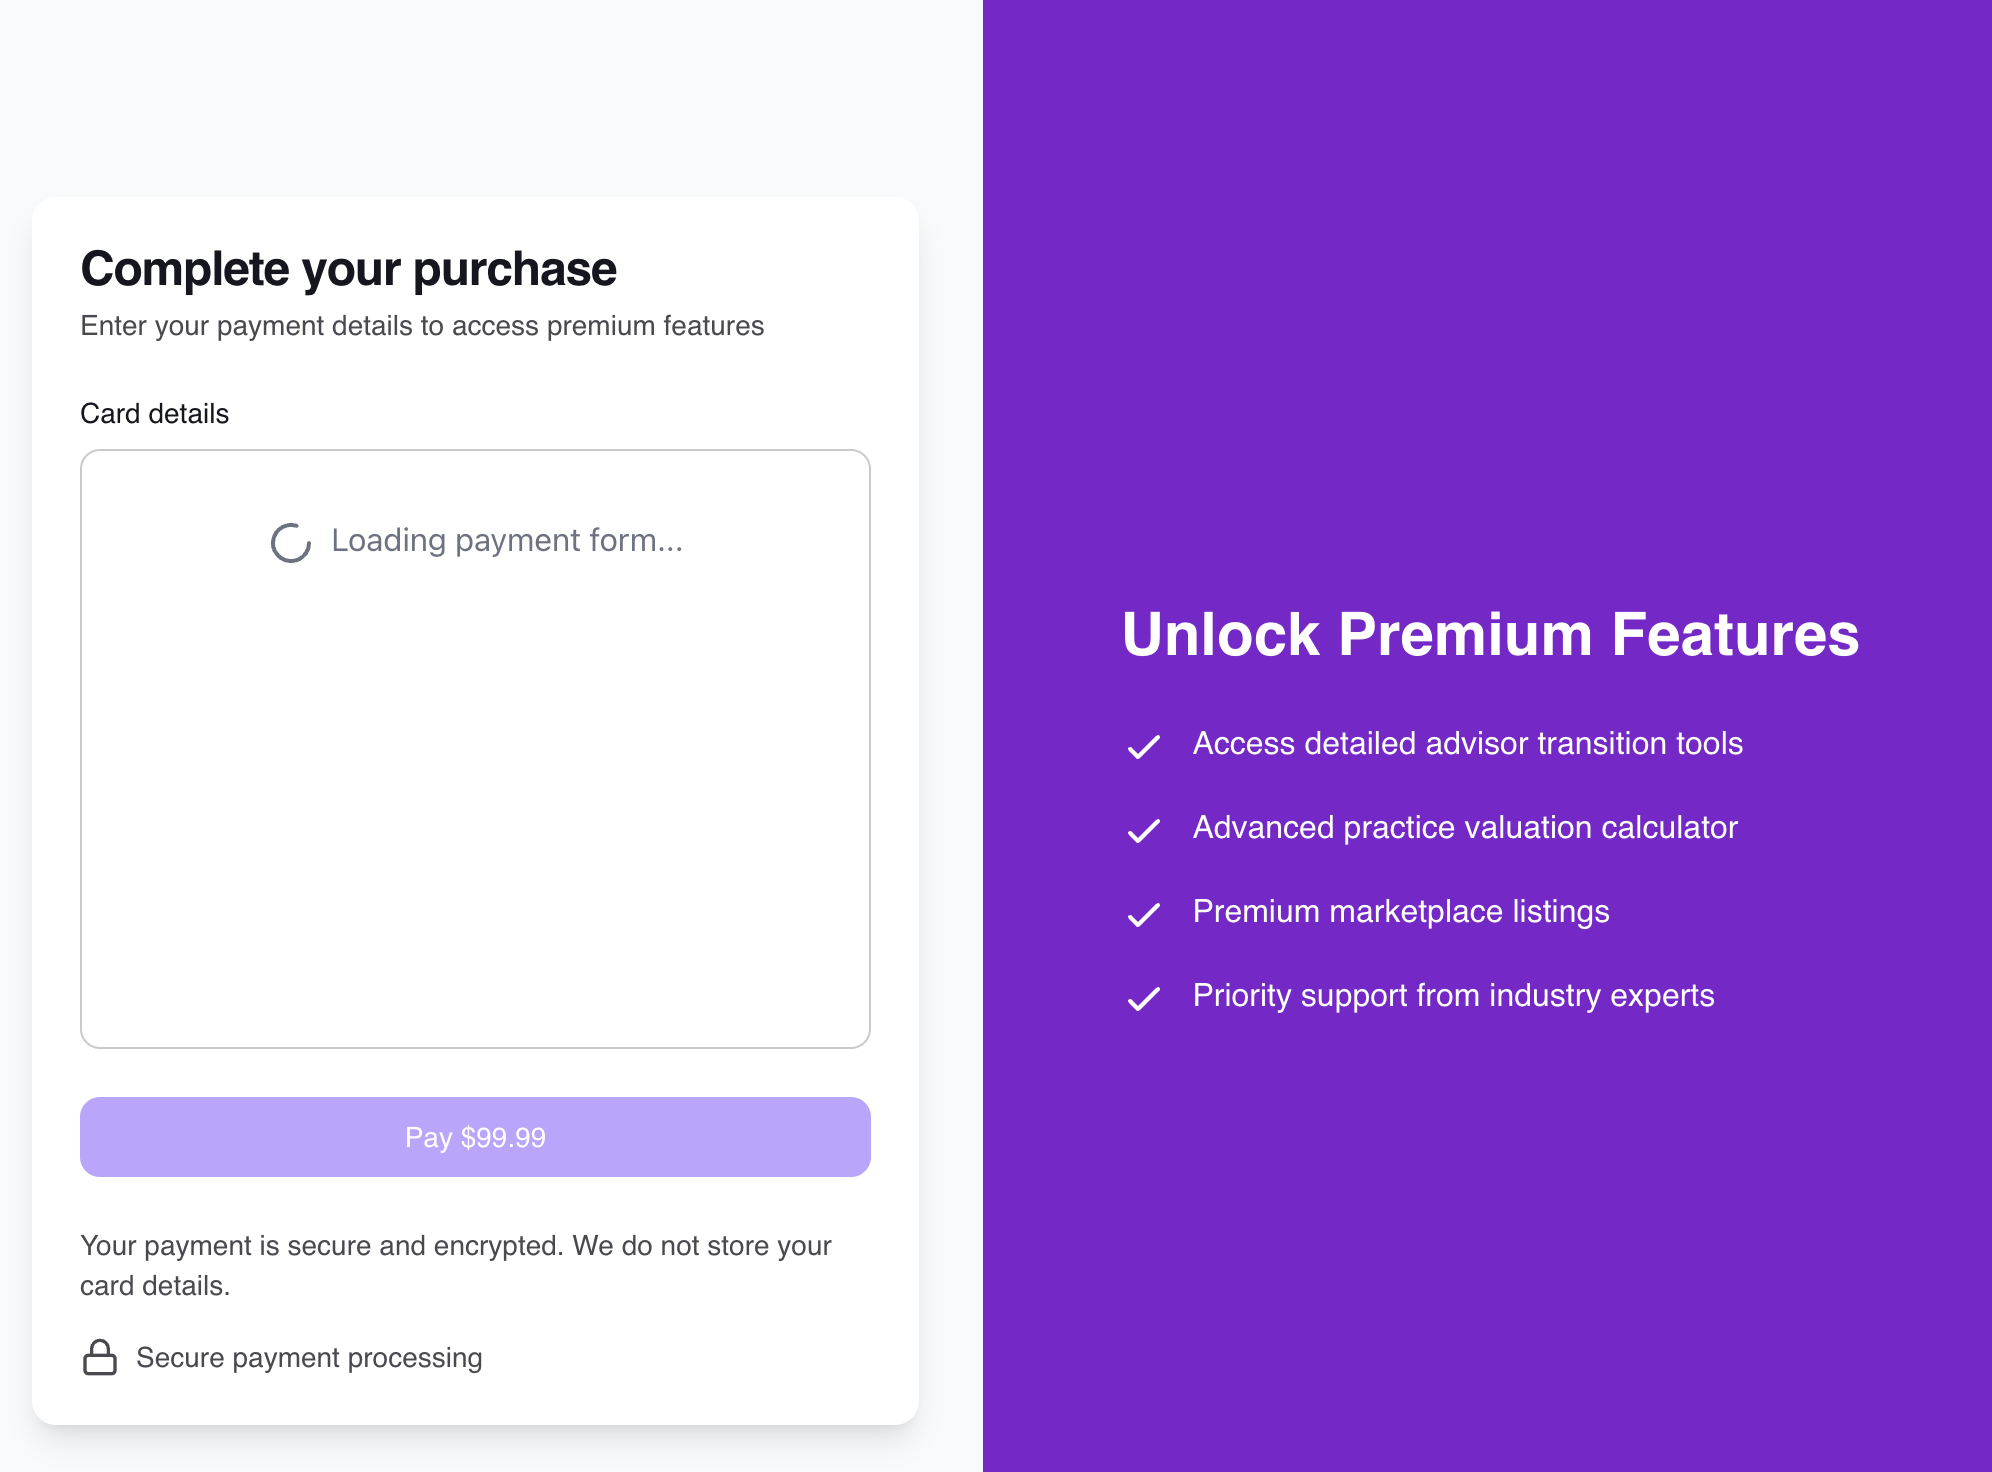 Complete your purchase
Enter your payment details to access premium features
Card details
Loading payment form...
Pay $99.99
Your payment is secure and encrypted. We do not store your
card details.
Secure payment processing
Unlock Premium Features
Access detailed advisor transition tools
Advanced practice valuation calculator
Premium marketplace listings
Priority support from industry experts